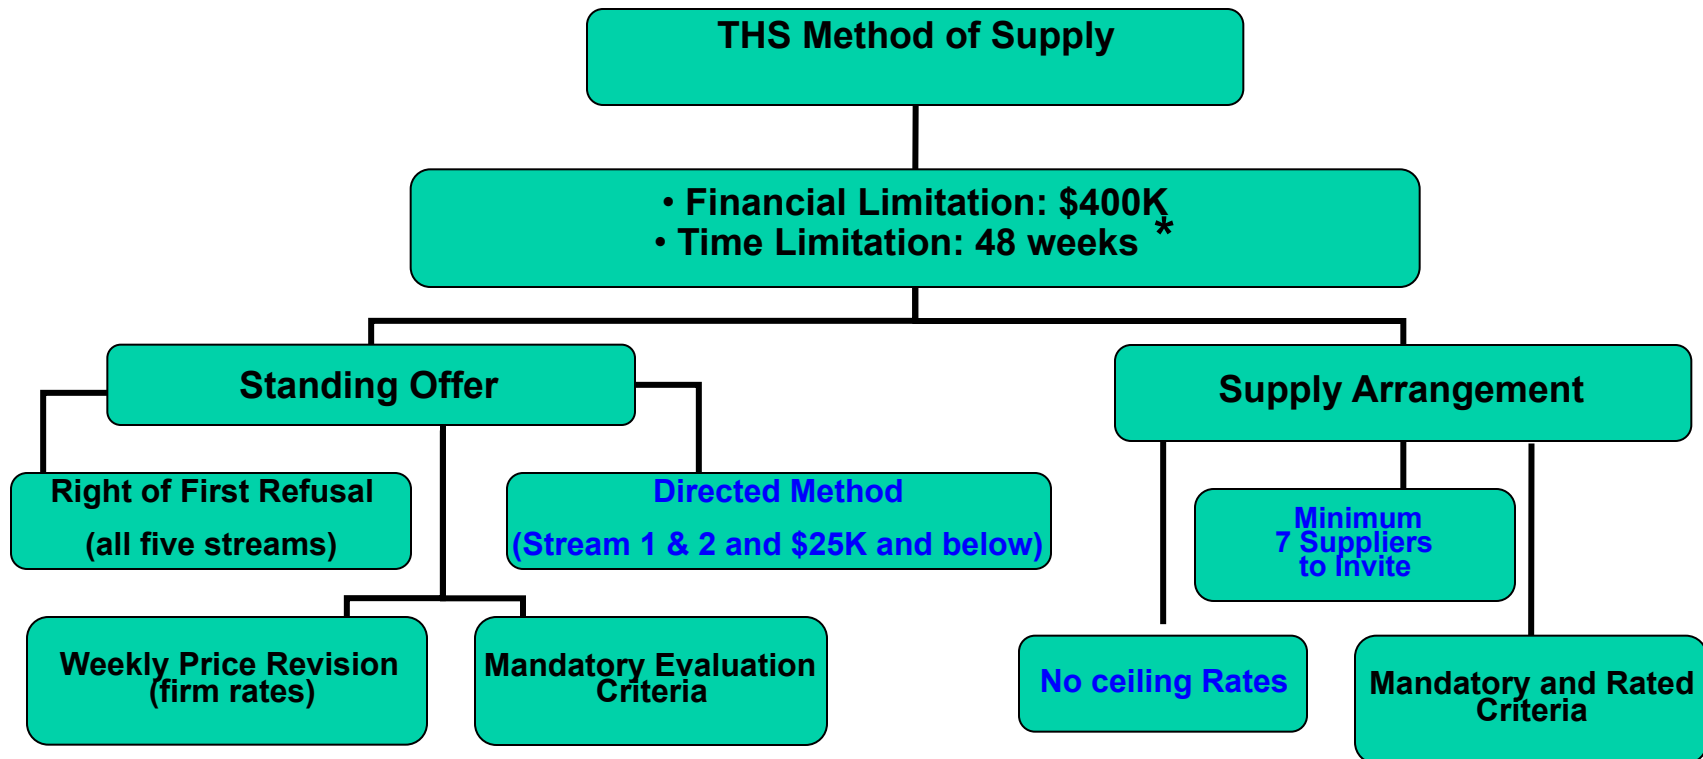 THS Method of Supply
• Financial Limitation: $400K
• Time Limitation: 48 weeks *
Standing Offer
Supply Arrangement
Right of First Refusal
(all five streams)
Directed Method
(Stream 1 & 2 and $25K and below)
Minimum
7 Suppliers
to Invite
Weekly Price Revision
(firm rates)
Mandatory Evaluation
Criteria
No ceiling Rates
Mandatory and Rated
Criteria